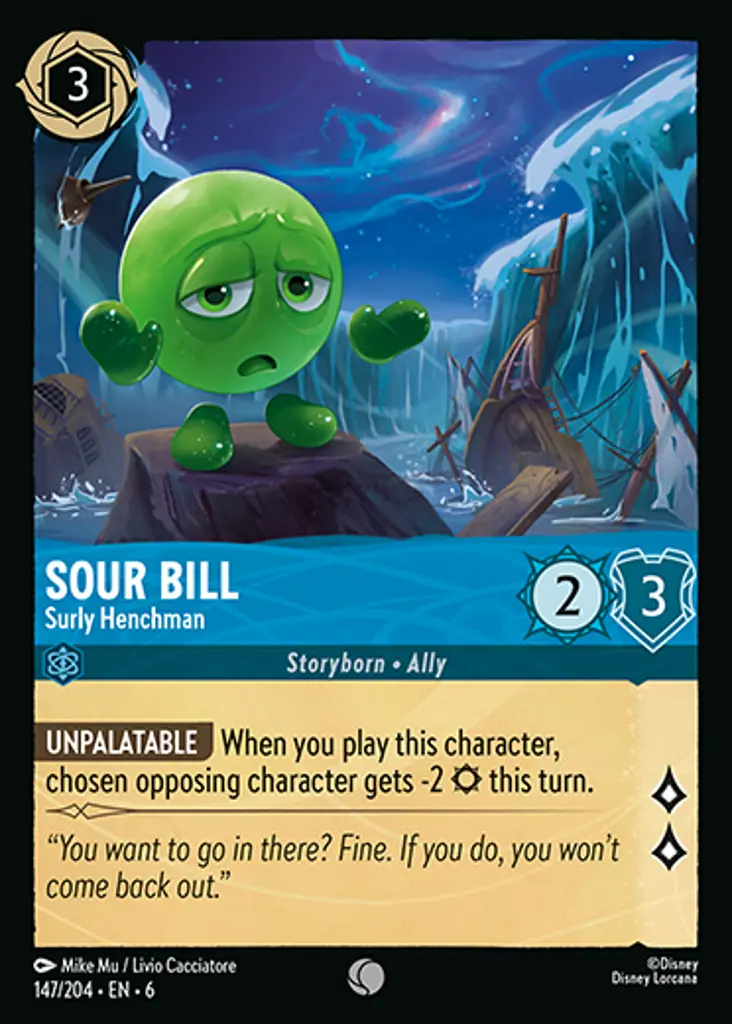 3
SOUR BILL
Surly Henchman
2
3
Storyborn • Ally
UNPALATABLE When you play this character,
chosen opposing character gets -2 this turn.
“You want to go in there? Fine. If you do, you won’t
come back out.”
Mike Mu / Livio Cacciatore
147/204 • EN • 6
©Disney
Disney Lorcana